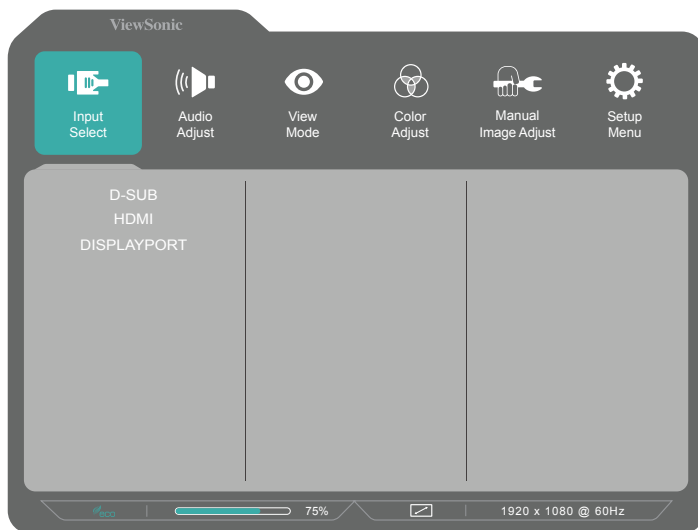 ViewSonic
Input
Select
Audio
Adjust
View
Mode
Color
Adjust
Manual
Image Adjust
Setup
Menu
D-SUB
HDMI
DISPLAYPORT
eco
75%
1920 x 1080 @ 60Hz